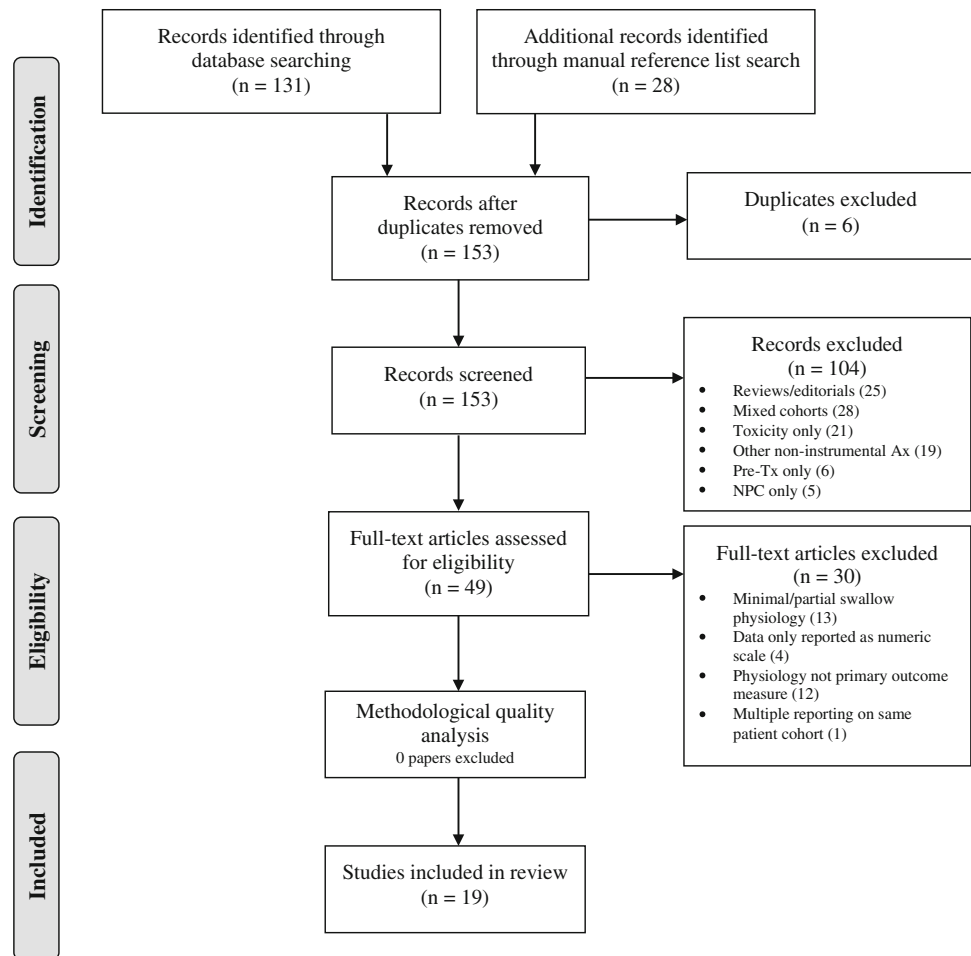 Records identified through
database searching
(n = 131)
Additional records identified
through manual reference list search
(n = 28)
Identification
Records after
duplicates removed
(n = 153)
Duplicates excluded
(n = 6)
Screening
Records screened
(n = 153)
Records excluded
(n = 104)
• Reviews/editorials (25)
• Mixed cohorts (28)
• Toxicity only (21)
• Other non-instrumental Ax (19)
• Pre-Tx only (6)
• NPC only (5)
Eligibility
Full-text articles assessed
for eligibility
(n = 49)
Full-text articles excluded
(n = 30)
• Minimal/partial swallow
physiology (13)
• Data only reported as numeric
scale (4)
• Physiology not primary outcome
measure (12)
• Multiple reporting on same
patient cohort (1)
Methodological quality
analysis
0 papers excluded
Included
Studies included in review
(n = 19)